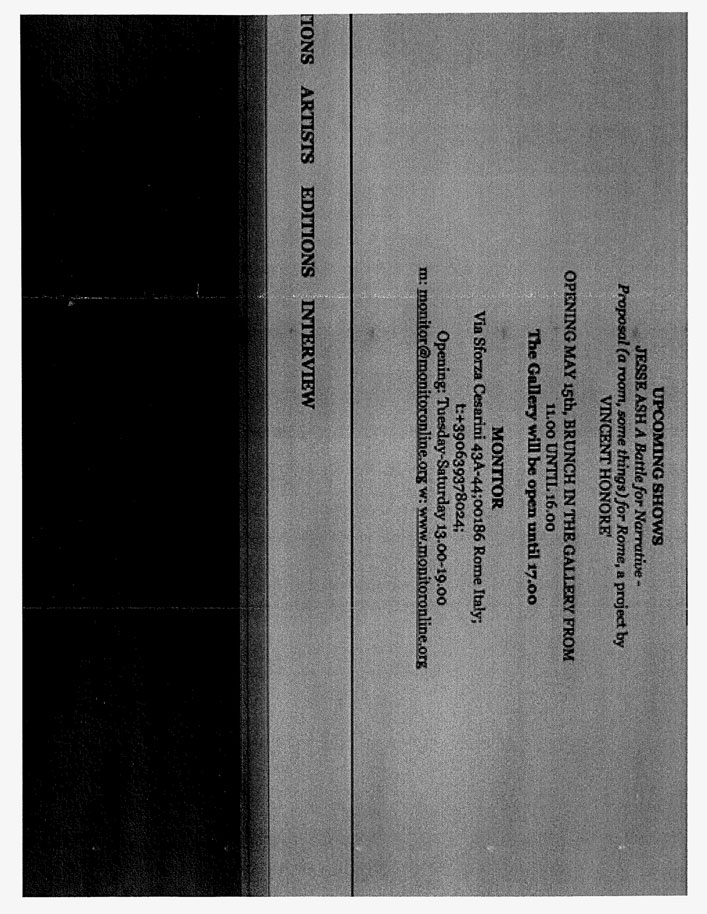 UPCOMING SHOWS
JESSE ASH A Battle for Narrative -
Proposal (a room, some things) for Rome, a project by
VINCENT HONORE'
OPENING MAY 15th, BRUNCH IN THE GALLERY FROM
11.00 UNTIL 16.00
The Gallery will be open until 17.00
MONITOR
Via Sforza Cesarini 43A-44;00186 Rome Italy;
t:+390639378024;
Opening: Tuesday-Saturday 13.00-19.00
m: monitor@monitoronline.org w: www.monitoronline.org
TIONS ARTISTS EDITIONS INTERVIEW